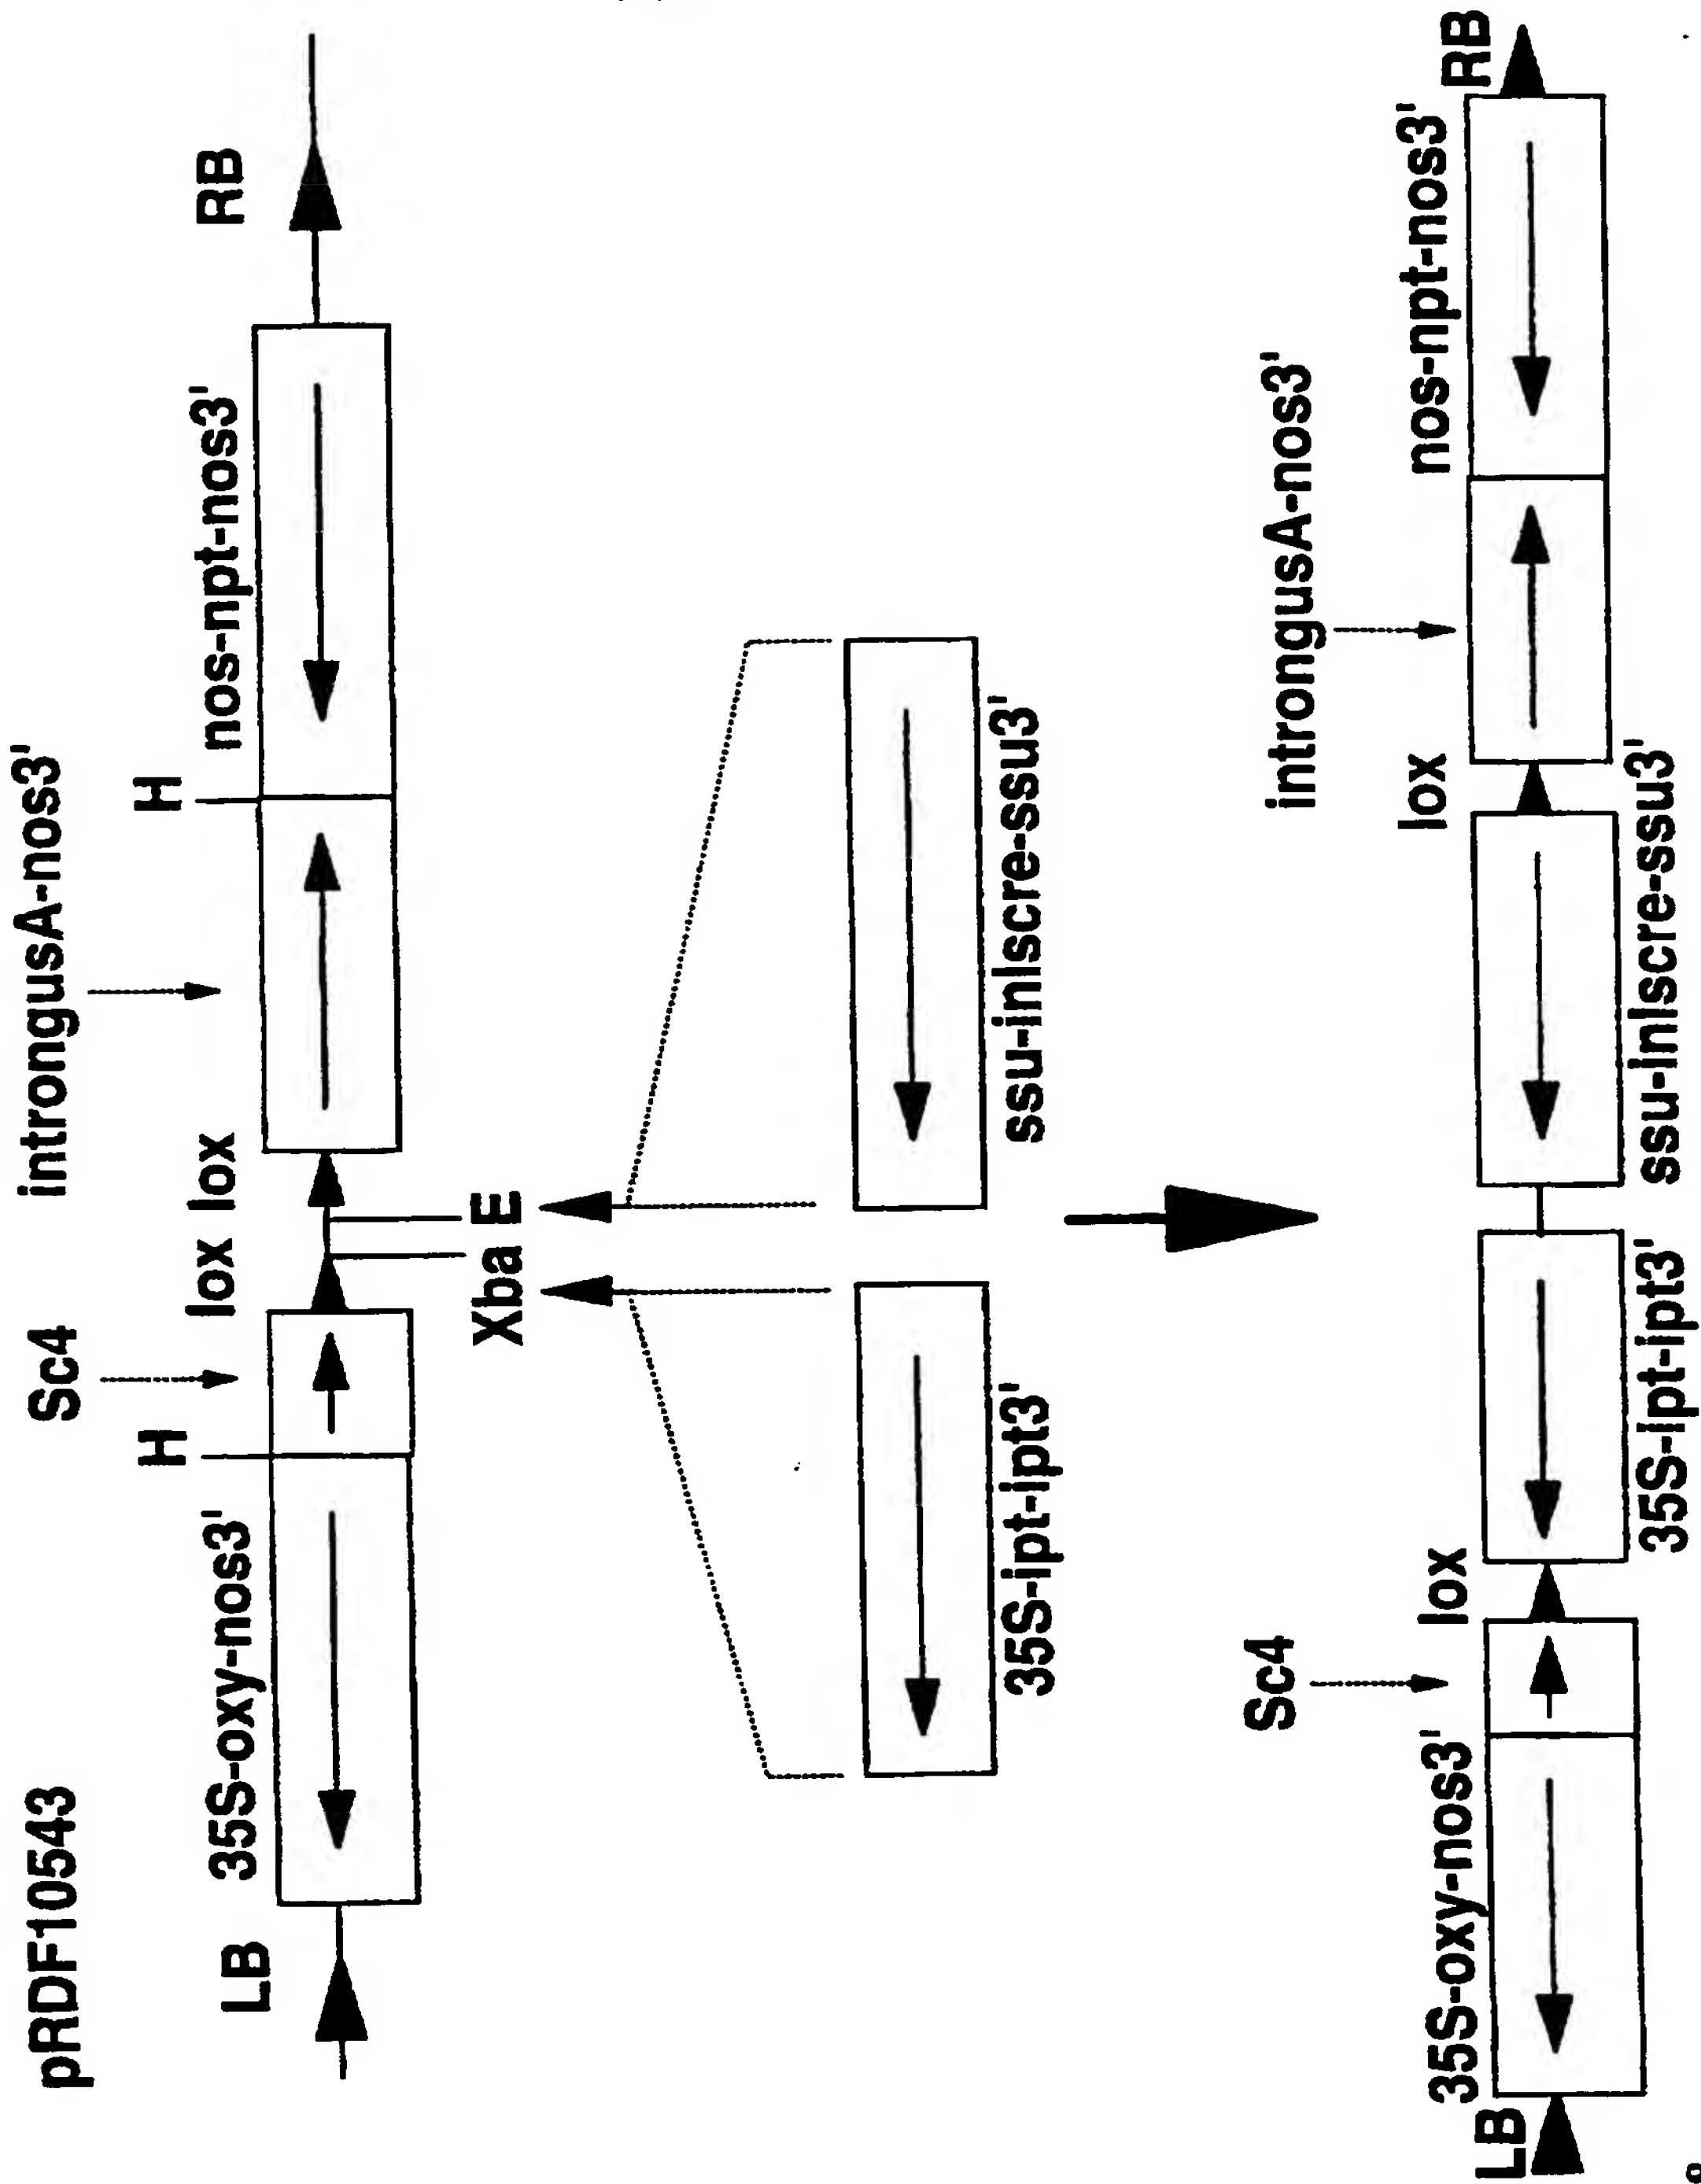 pRDF10543 Sc4 introngusA-nos3'
H H
LB 35S-oxy-nos3' lox lox nos-npt-nos3' RB
Xba E
35S-ipt-ipt3' ssu-inlscre-ssu3'
Sc4 introngusA-nos3'
LB 35S-oxy-nos3' lox lox nos-npt-nos3' RB
35S-ipt-ipt3' ssu-inlscre-ssu3'